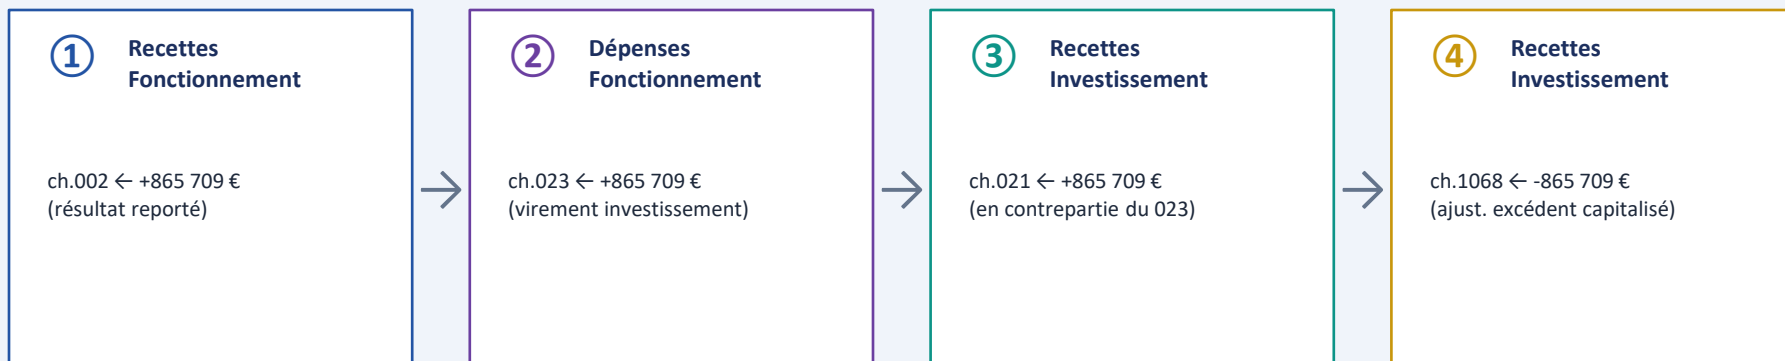 1
Recettes
Fonctionnement
ch.002 ← +865 709 €
(résultat reporté)
2
Dépenses
Fonctionnement
ch.023 ← +865 709 €
(virement investissement)
3
Recettes
Investissement
ch.021 ← +865 709 €
(en contrepartie du 023)
4
Recettes
Investissement
ch.1068 ← -865 709 €
(ajust. excédent capitalisé)